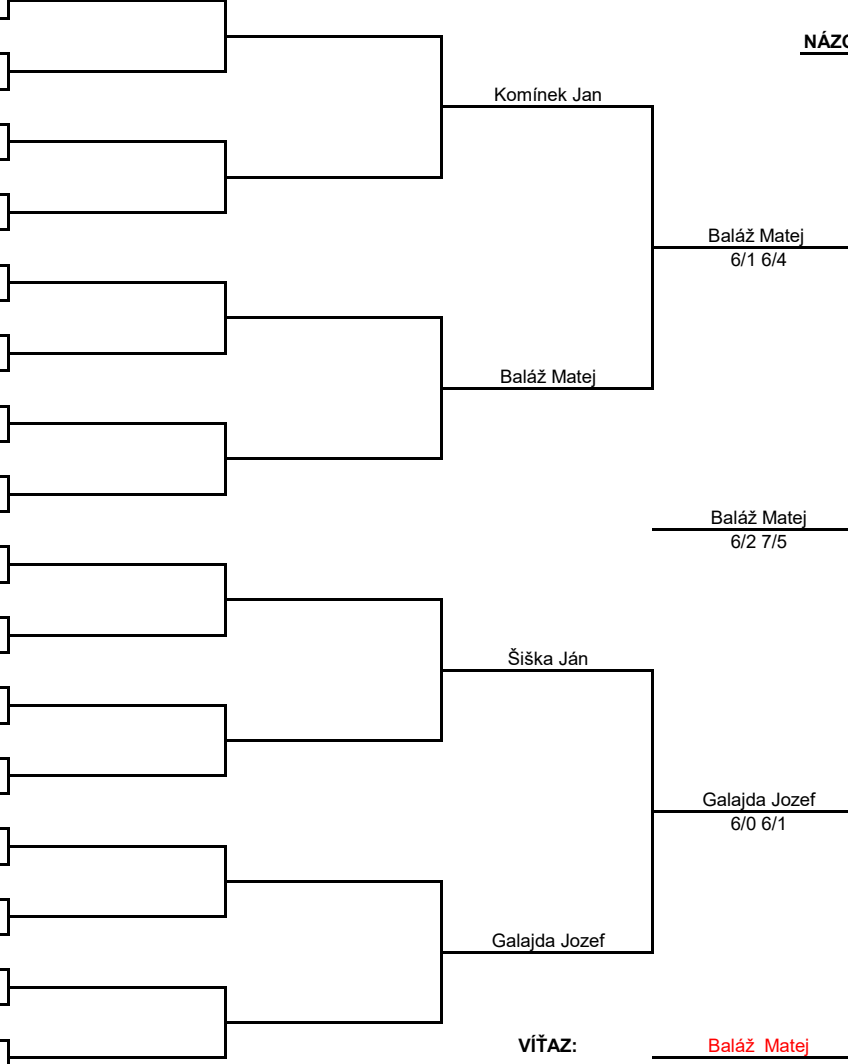 NÁZO
Komínek Jan
Baláž Matej
6/1 6/4
Baláž Matej
Baláž Matej
6/2 7/5
Šiška Ján
Galajda Jozef
6/0 6/1
Galajda Jozef
VÍŤAZ: Baláž Matej